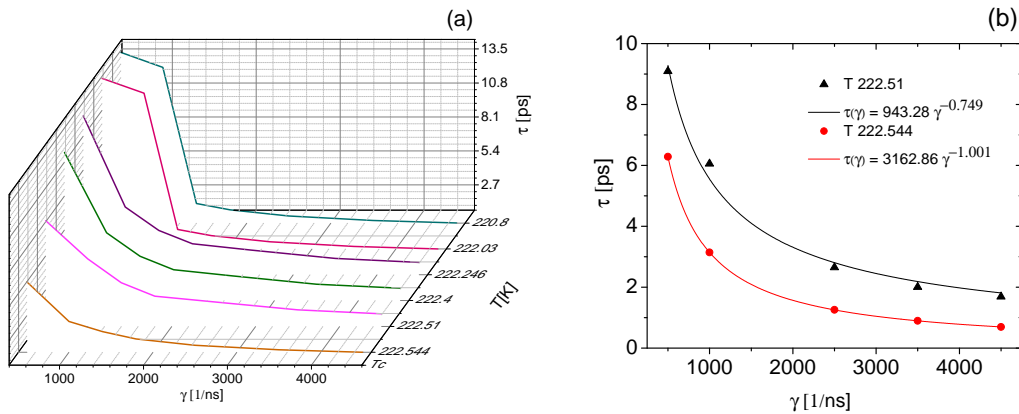 (a)
13.5
10.8
8.1
5.4
2.7
τ [ps]
220.8
222.03
222.246
222.4
222.51
222.544
Tc
T[K]
1000 2000 3000 4000
γ [1/ns]
(b)
10
8
6
4
2
0
τ [ps]
T 222.51
τ(γ) = 943.28 γ^−0.749
T 222.544
τ(γ) = 3162.86 γ^−1.001
1000 2000 3000 4000
γ [1/ns]